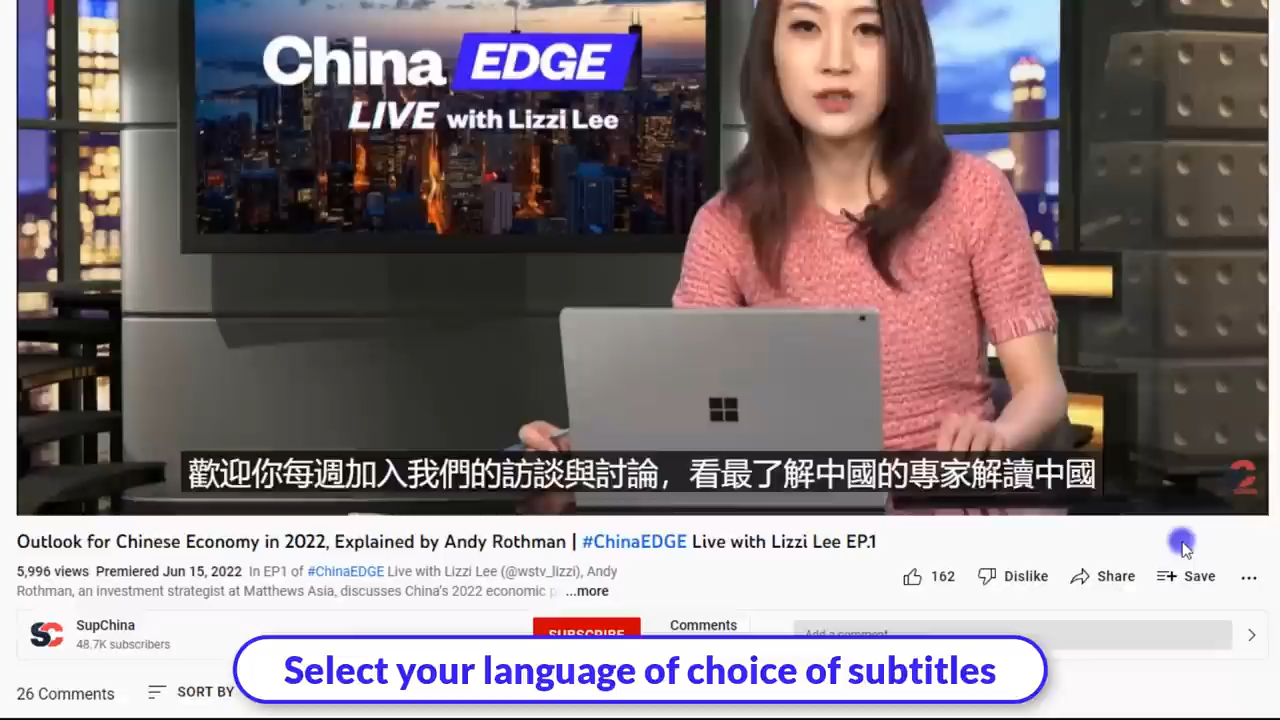 China EDGE
LIVE with Lizzi Lee
歡迎你每週加入我們的訪談與討論，看最了解中國的專家解讀中國
Outlook for Chinese Economy in 2022, Explained by Andy Rothman | #ChinaEDGE Live with Lizzi Lee EP.1
5,996 views Premiered Jun 15, 2022 In EP1 of #ChinaEDGE Live with Lizzi Lee (@wstv_lizzi), Andy
Rothman, an investment strategist at Matthews Asia, discusses China's 2022 economic p ...more
162 Dislike Share Save
SupChina
48.7K subscribers
SUBSCRIBE
Comments
Add a comment...
Select your language of choice of subtitles
26 Comments SORT BY